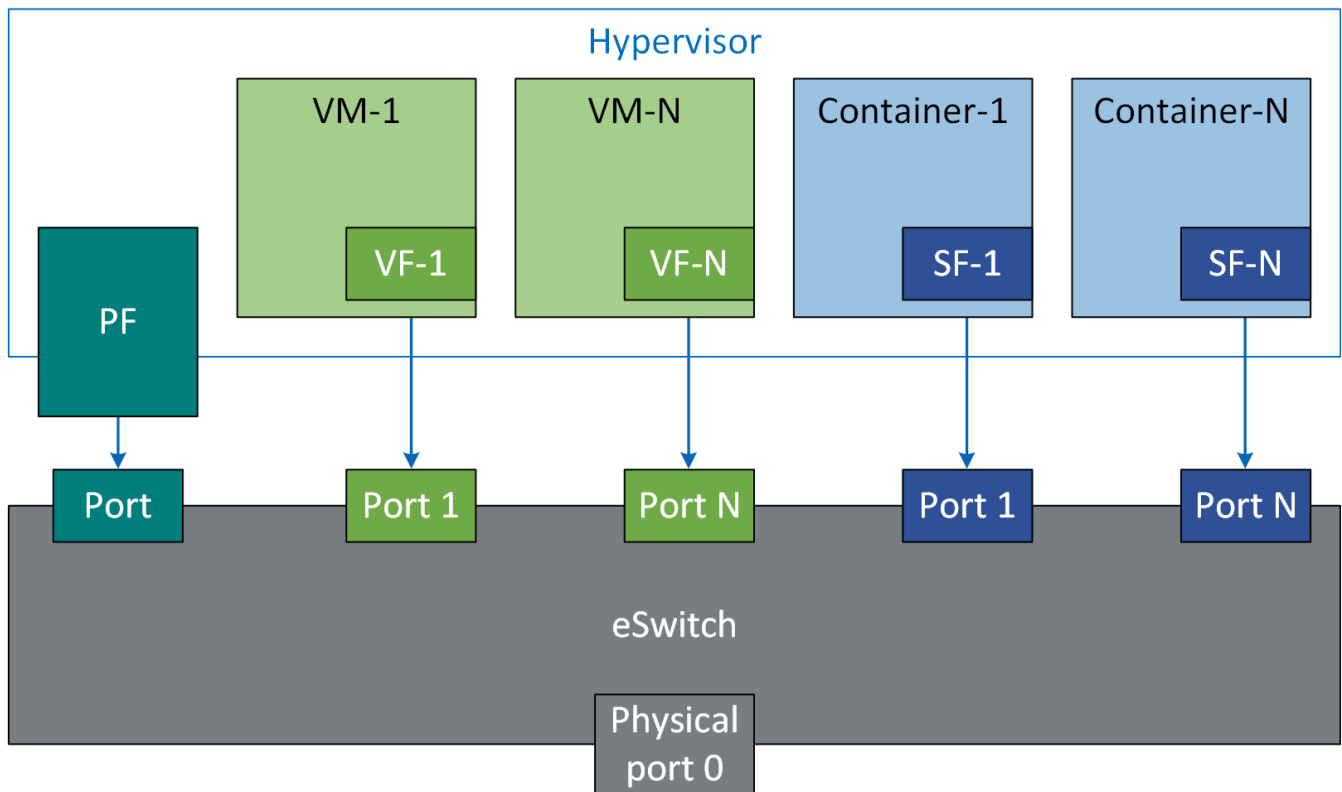 Hypervisor
VM-1
VM-N
Container-1
Container-N
VF-1
VF-N
SF-1
SF-N
PF
Port
Port 1
Port N
Port 1
Port N
eSwitch
Physical
port 0